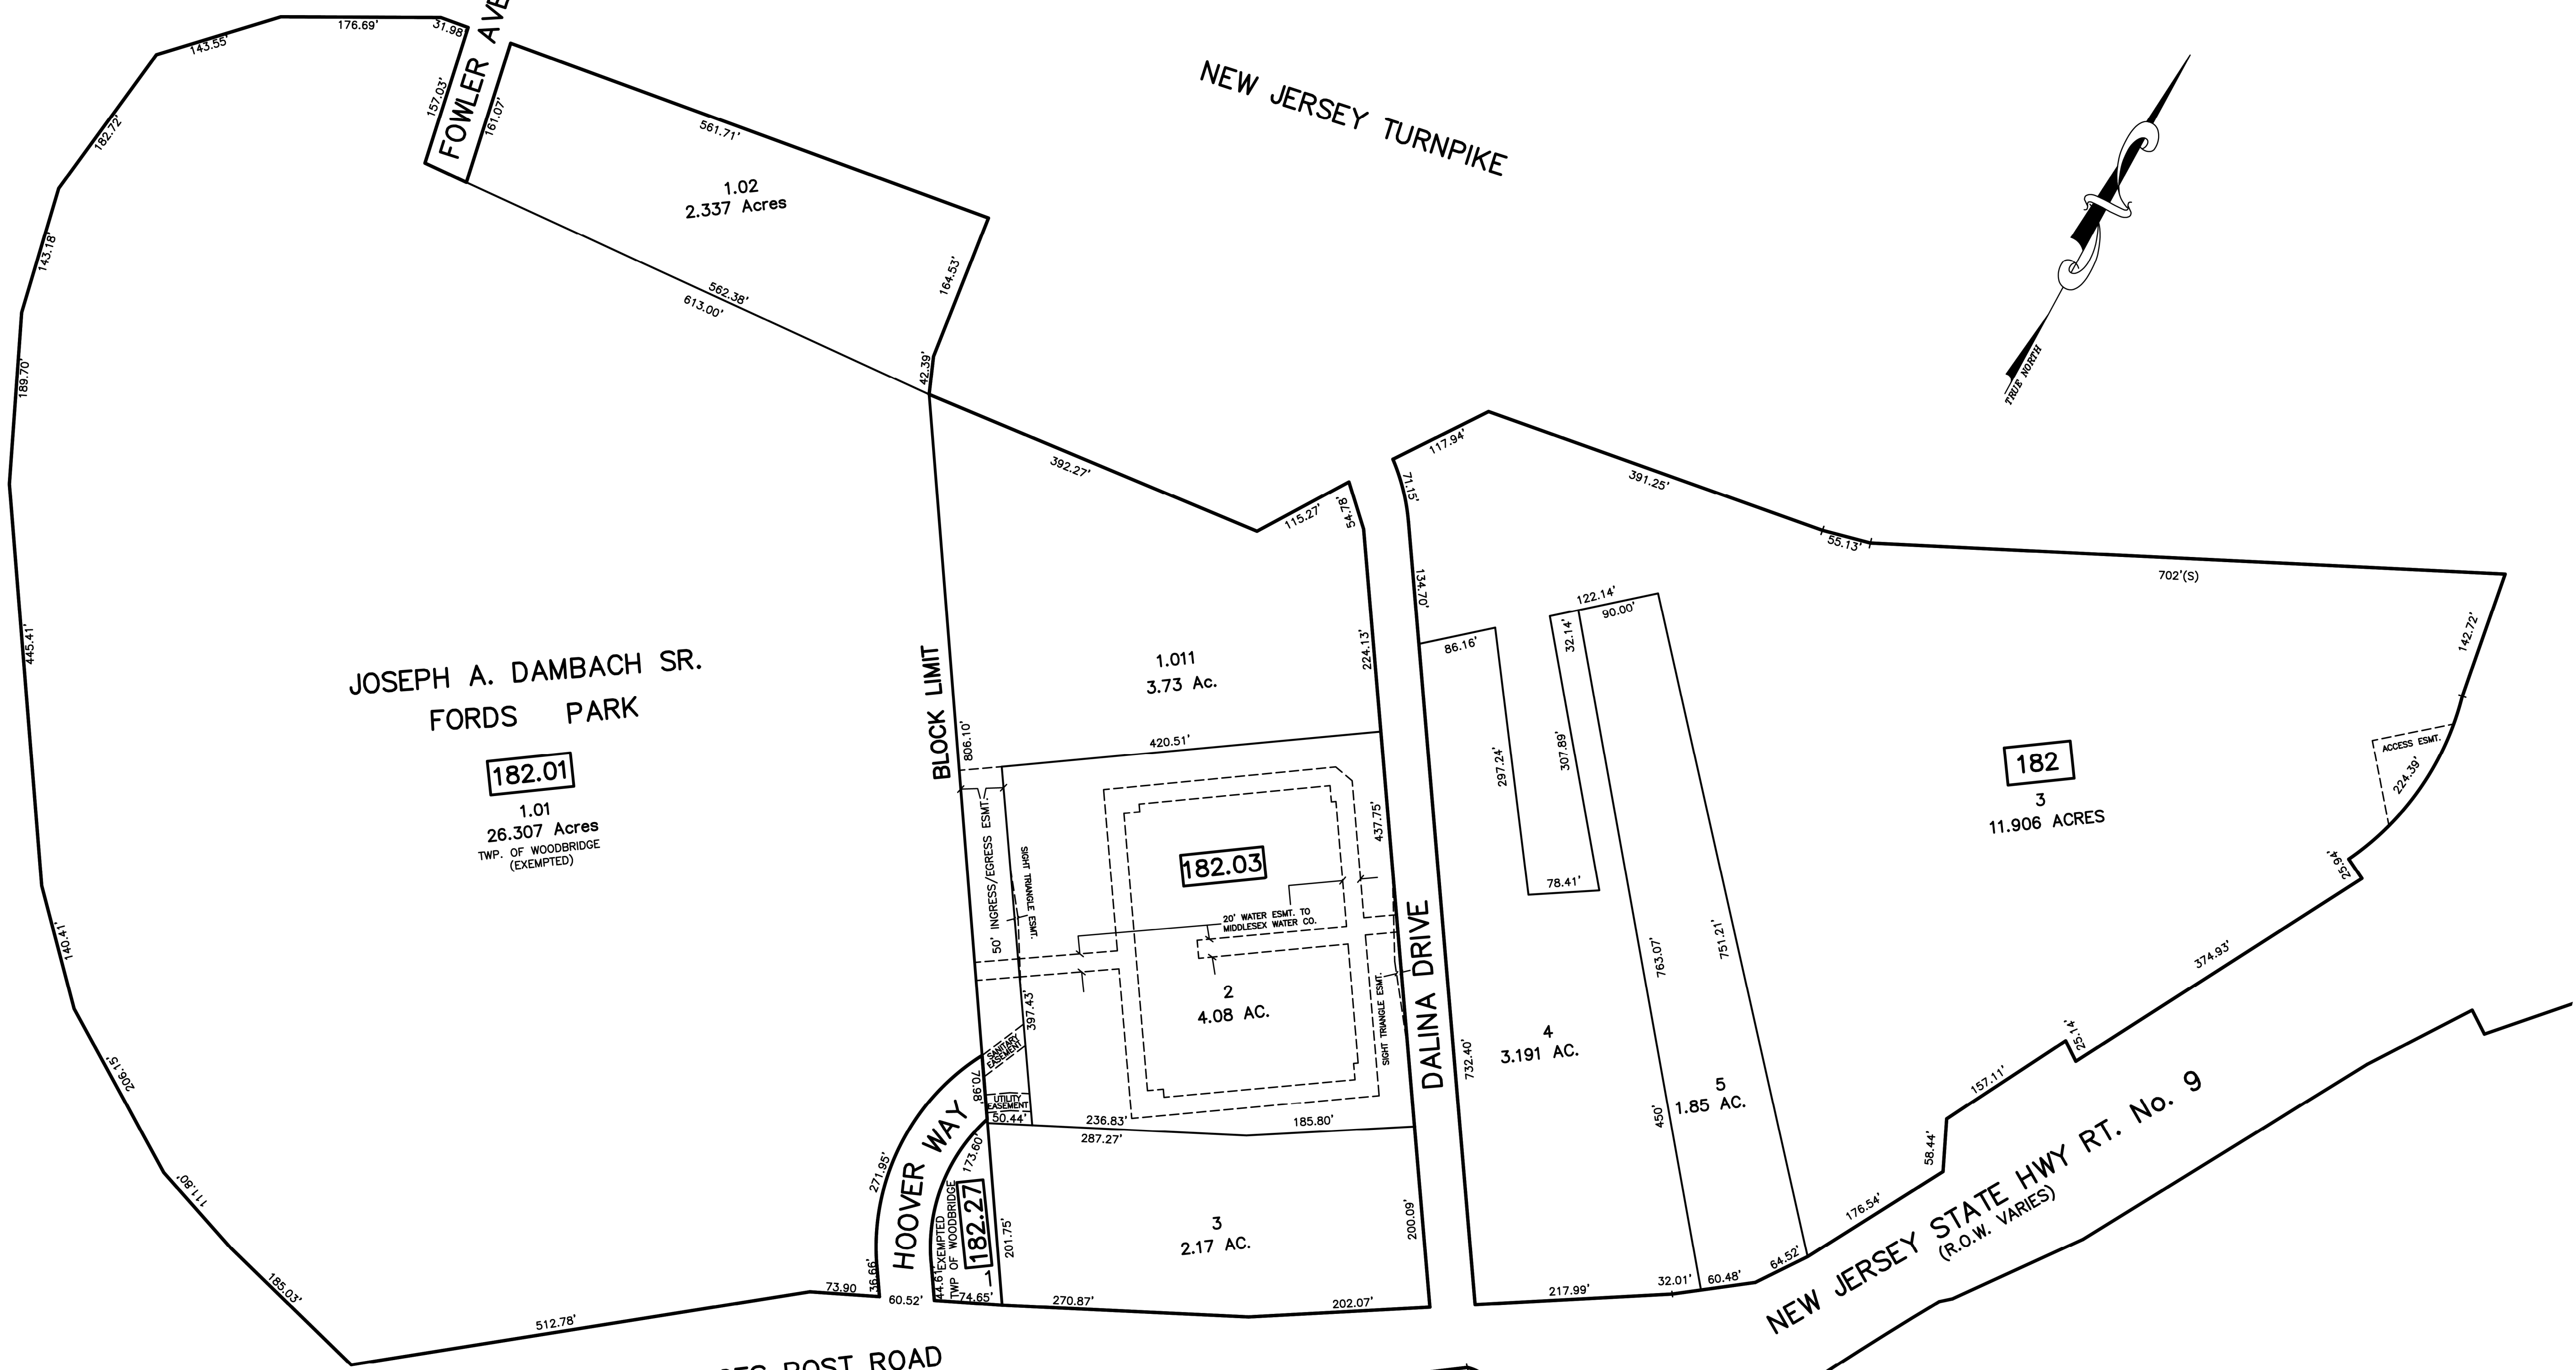 176.69'
31.98'
143.55'
157.03'
FOWLER AVE
161.07'
182.72'
561.71'
NEW JERSEY TURNPIKE
1.02
2.337 Acres
143.18'
164.53'
562.38'
613.00'
42.39'
189.70'
TRUE NORTH
392.27'
115.27'
54.78'
117.94'
71.15'
391.25'
55.13'
702'(S)
445.41'
JOSEPH A. DAMBACH SR.
FORDS PARK
182.01
1.01
26.307 Acres
TWP. OF WOODBRIDGE
(EXEMPTED)
BLOCK LIMIT
806.10'
1.011
3.73 Ac.
224.13'
134.70'
86.16'
122.14'
90.00'
32.14'
142.72'
420.51'
297.24'
307.89'
182
3
11.906 ACRES
ACCESS ESMT.
224.39'
50' INGRESS/EGRESS ESMT.
SIGHT TRIANGLE ESMT.
182.03
437.75'
20' WATER ESMT. TO
MIDDLESEX WATER CO.
2
4.08 AC.
78.41'
25.94'
140.41'
397.43'
SIGHT TRIANGLE ESMT.
DALINA DRIVE
732.40'
4
3.191 AC.
763.07'
751.21'
374.93'
206.15'
SANITARY
EASEMENT
70.98'
UTILITY
EASEMENT
50.44'
236.83'
185.80'
287.27'
450'
5
1.85 AC.
157.11'
25.14'
58.44'
111.80'
271.95'
HOOVER WAY
173.60'
EXEMPTED
TWP OF WOODBRIDGE
182.27
1
201.75'
3
2.17 AC.
200.09'
176.54'
NEW JERSEY STATE HWY RT. No. 9
(R.O.W. VARIES)
185.03'
512.78'
73.90
36.66'
60.52'
44.61'
74.65'
270.87'
202.07'
217.99'
32.01'
60.48'
64.52'
POST ROAD